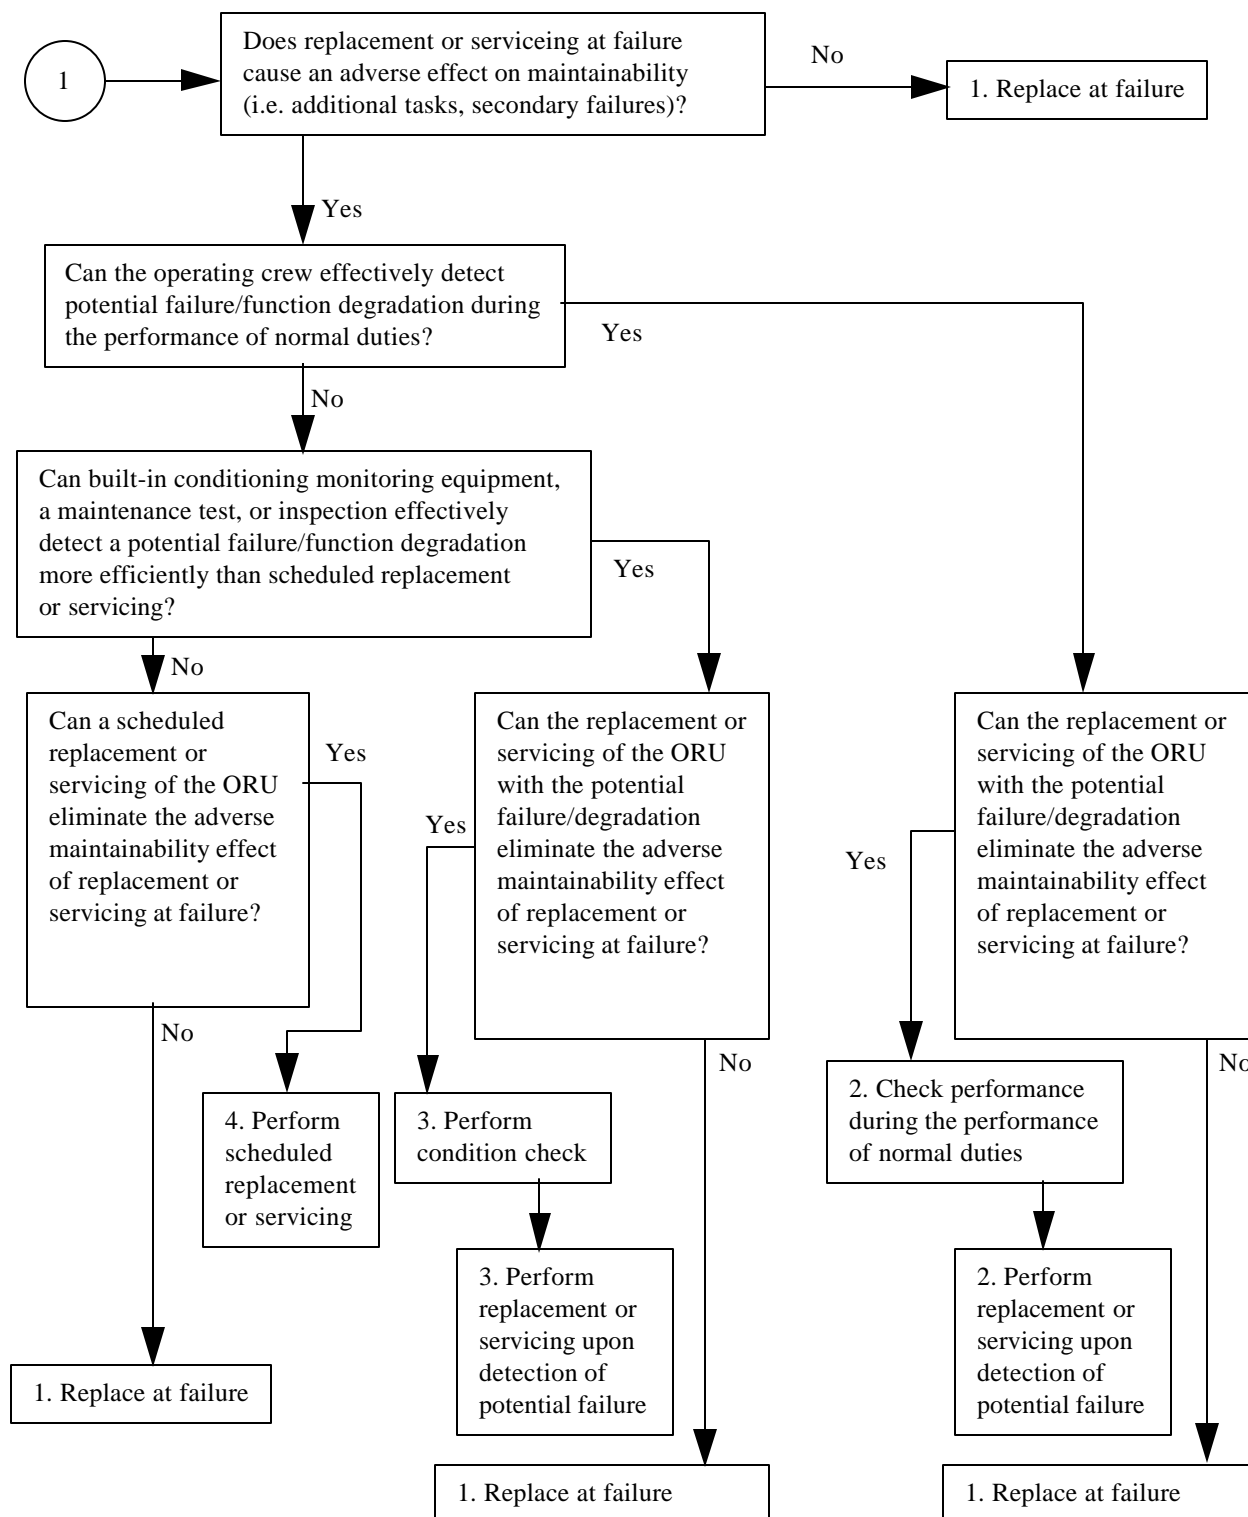 1
Does replacement or serviceing at failure
cause an adverse effect on maintainability
(i.e. additional tasks, secondary failures)?
No
1. Replace at failure
Yes
Can the operating crew effectively detect
potential failure/function degradation during
the performance of normal duties?
Yes
No
Can built-in conditioning monitoring equipment,
a maintenance test, or inspection effectively
detect a potential failure/function degradation
more efficiently than scheduled replacement
or servicing?
Yes
No
Can a scheduled
replacement or
servicing of the ORU
eliminate the adverse
maintainability effect
of replacement or
servicing at failure?
Yes
Can the replacement or
servicing of the ORU
with the potential
failure/degradation
eliminate the adverse
maintainability effect
of replacement or
servicing at failure?
Yes
Can the replacement or
servicing of the ORU
with the potential
failure/degradation
eliminate the adverse
maintainability effect
of replacement or
servicing at failure?
Yes
No
No
No
4. Perform
scheduled
replacement
or servicing
3. Perform
condition check
2. Check performance
during the performance
of normal duties
3. Perform
replacement or
servicing upon
detection of
potential failure
2. Perform
replacement or
servicing upon
detection of
potential failure
1. Replace at failure
1. Replace at failure
1. Replace at failure